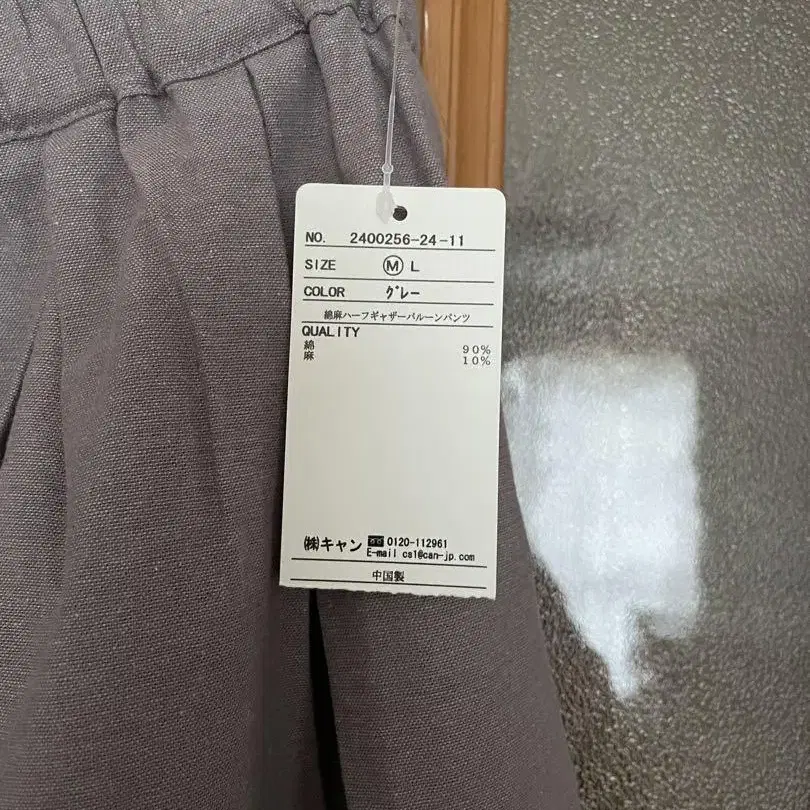 NO. 2400256-24-11
SIZE Ⓜ L
COLOR グレー
綿麻ハーフギャザーバルーンパンツ
QUALITY
綿 90%
麻 10%
㈱キャン 0120-112961
E-mail cs1@can-jp.com
中国製